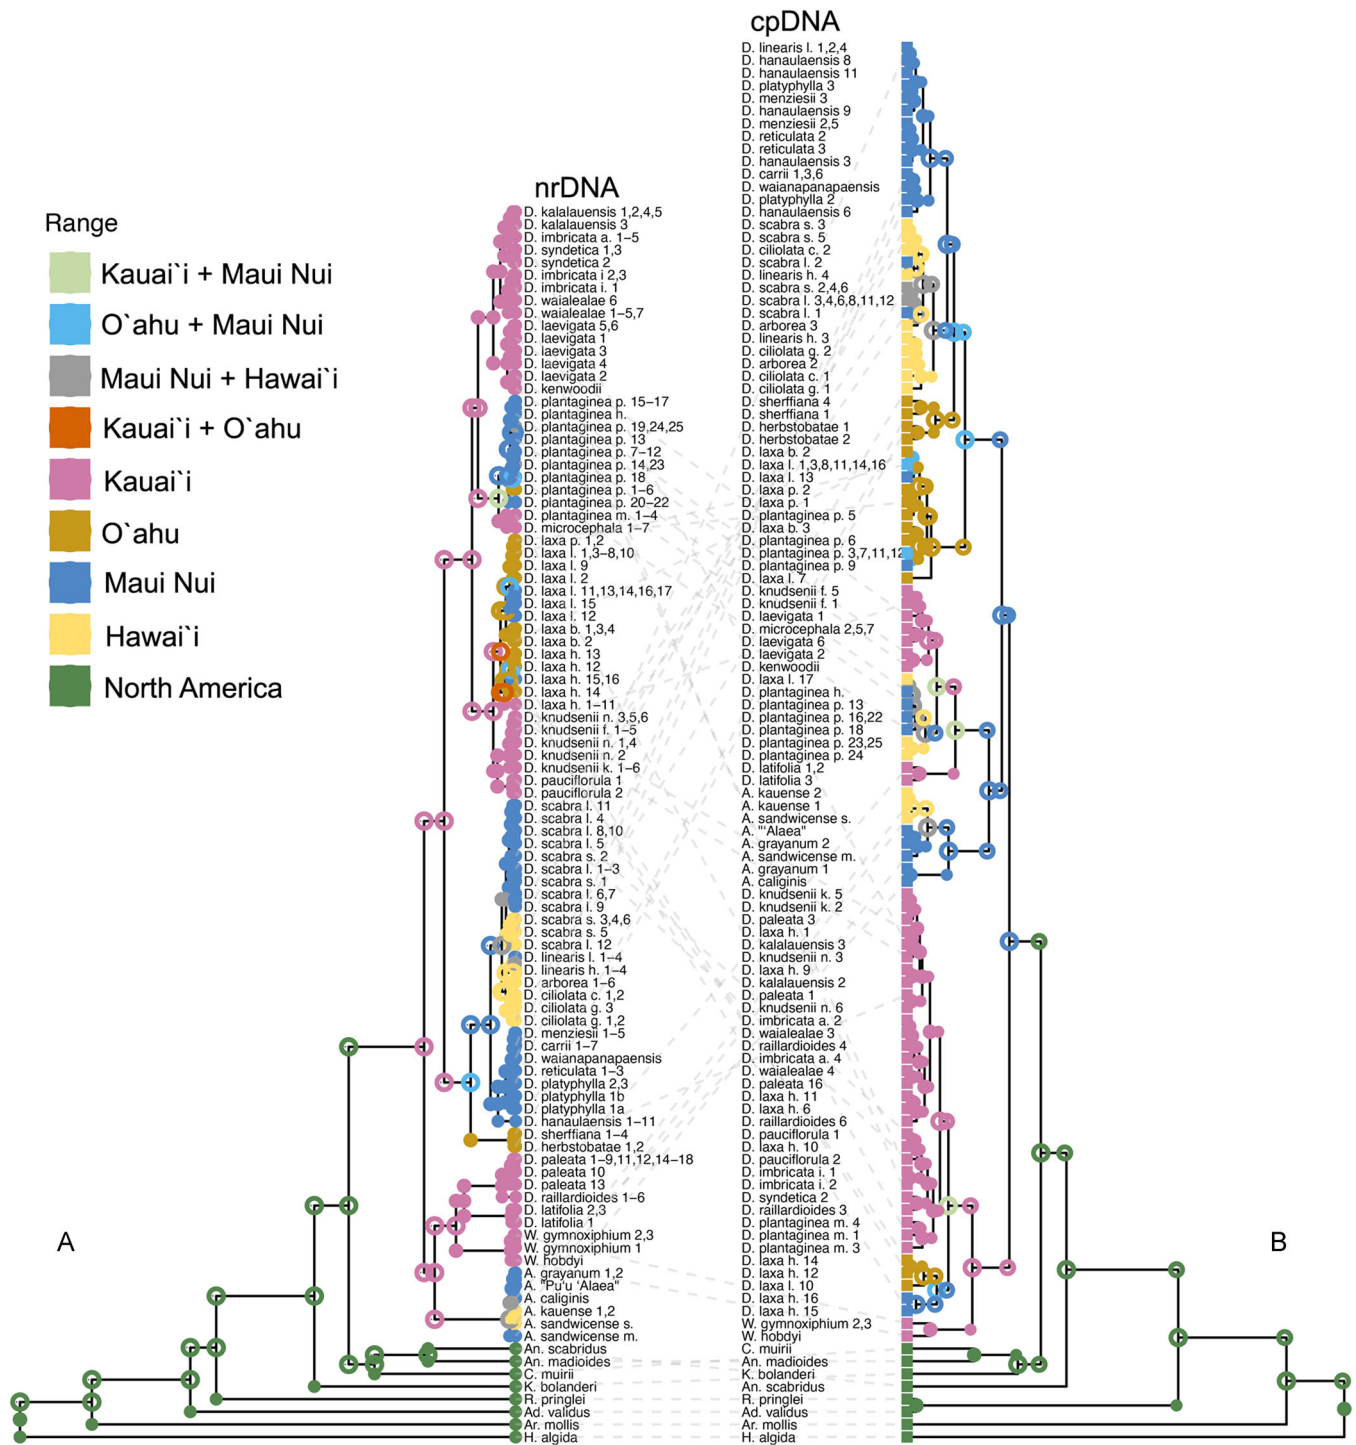 cpDNA
nrDNA
Range
Kauai`i + Maui Nui
O`ahu + Maui Nui
Maui Nui + Hawai`i
Kauai`i + O`ahu
Kauai`i
O`ahu
Maui Nui
Hawai`i
North America
A
D. kalalauensis 1,2,4,5
D. kalalauensis 3
D. imbricata a. 1–5
D. syndetica 1,3
D. syndetica 2
D. imbricata i 2,3
D. imbricata i. 1
D. waialealae 6
D. waialealae 1–5,7
D. laevigata 5,6
D. laevigata 1
D. laevigata 3
D. laevigata 4
D. laevigata 2
D. kenwoodii
D. plantaginea p. 15–17
D. plantaginea h.
D. plantaginea p. 19,24,25
D. plantaginea p. 13
D. plantaginea p. 7–12
D. plantaginea p. 14,23
D. plantaginea p. 18
D. plantaginea p. 1–6
D. plantaginea p. 20–22
D. plantaginea m. 1–4
D. microcephala 1–7
D. laxa p. 1,2
D. laxa l. 1,3–8,10
D. laxa l. 9
D. laxa l. 2
D. laxa l. 11,13,14,16,17
D. laxa l. 15
D. laxa l. 12
D. laxa b. 1,3,4
D. laxa b. 2
D. laxa h. 13
D. laxa h. 12
D. laxa h. 15,16
D. laxa h. 14
D. laxa h. 1–11
D. knudsenii n. 3,5,6
D. knudsenii f. 1–5
D. knudsenii n. 1,4
D. knudsenii n. 2
D. knudsenii k. 1–6
D. pauciflorula 1
D. pauciflorula 2
D. scabra l. 11
D. scabra l. 4
D. scabra l. 8,10
D. scabra l. 5
D. scabra s. 2
D. scabra l. 1–3
D. scabra s. 1
D. scabra l. 6,7
D. scabra l. 9
D. scabra s. 3,4,6
D. scabra s. 5
D. scabra l. 12
D. linearis l. 1–4
D. linearis h. 1–4
D. arborea 1–6
D. ciliolata c. 1,2
D. ciliolata g. 3
D. ciliolata g. 1,2
D. menziesii 1–5
D. carrii 1–7
D. waianapanapaensis
D. reticulata 1–3
D. platyphylla 2,3
D. platyphylla 1b
D. platyphylla 1a
D. hanaulaensis 1–11
D. sherffiana 1–4
D. herbstobatae 1,2
D. paleata 1–9,11,12,14–18
D. paleata 10
D. paleata 13
D. raillardioides 1–6
D. latifolia 2,3
D. latifolia 1
W. gymnoxiphium 2,3
W. gymnoxiphium 1
W. hobdyi
A. grayanum 1,2
A. "Pu'u 'Alaea"
A. caliginis
A. kauense 1,2
A. sandwicense s.
A. sandwicense m.
An. scabridus
An. madioides
C. muirii
K. bolanderi
R. pringlei
Ad. validus
Ar. mollis
H. algida
D. linearis l. 1,2,4
D. hanaulaensis 8
D. hanaulaensis 11
D. platyphylla 3
D. menziesii 3
D. hanaulaensis 9
D. menziesii 2,5
D. reticulata 2
D. reticulata 3
D. hanaulaensis 3
D. carrii 1,3,6
D. waianapanapaensis
D. platyphylla 2
D. hanaulaensis 6
D. scabra s. 3
D. scabra s. 5
D. ciliolata c. 2
D. scabra l. 2
D. linearis h. 4
D. scabra s. 2,4,6
D. scabra l. 3,4,6,8,11,12
D. scabra l. 1
D. arborea 3
D. linearis h. 3
D. ciliolata g. 2
D. arborea 2
D. ciliolata c. 1
D. ciliolata g. 1
D. sherffiana 4
D. sherffiana 1
D. herbstobatae 1
D. herbstobatae 2
D. laxa b. 2
D. laxa l. 1,3,8,11,14,16
D. laxa l. 13
D. laxa p. 2
D. laxa p. 1
D. plantaginea p. 5
D. laxa b. 3
D. plantaginea p. 6
D. plantaginea p. 3,7,11,12
D. plantaginea p. 9
D. laxa l. 7
D. knudsenii f. 5
D. knudsenii f. 1
D. laevigata 1
D. microcephala 2,5,7
D. laevigata 6
D. laevigata 2
D. kenwoodii
D. laxa l. 17
D. plantaginea h.
D. plantaginea p. 13
D. plantaginea p. 16,22
D. plantaginea p. 18
D. plantaginea p. 23,25
D. plantaginea p. 24
D. latifolia 1,2
D. latifolia 3
A. kauense 2
A. kauense 1
A. sandwicense s.
A. "'Alaea"
A. grayanum 2
A. sandwicense m.
A. grayanum 1
A. caliginis
D. knudsenii k. 5
D. knudsenii k. 2
D. paleata 3
D. laxa h. 1
D. kalalauensis 3
D. knudsenii n. 3
D. laxa h. 9
D. kalalauensis 2
D. paleata 1
D. knudsenii n. 6
D. imbricata a. 2
D. waialealae 3
D. raillardioides 4
D. imbricata a. 4
D. waialealae 4
D. paleata 16
D. laxa h. 11
D. laxa h. 6
D. raillardioides 6
D. pauciflorula 1
D. laxa h. 10
D. pauciflorula 2
D. imbricata i. 1
D. imbricata i. 2
D. syndetica 2
D. raillardioides 3
D. plantaginea m. 4
D. plantaginea m. 1
D. plantaginea m. 3
D. laxa h. 14
D. laxa h. 12
D. laxa l. 10
D. laxa h. 16
D. laxa h. 15
W. gymnoxiphium 2,3
W. hobdyi
C. muirii
An. madioides
K. bolanderi
An. scabridus
R. pringlei
Ad. validus
Ar. mollis
H. algida
B